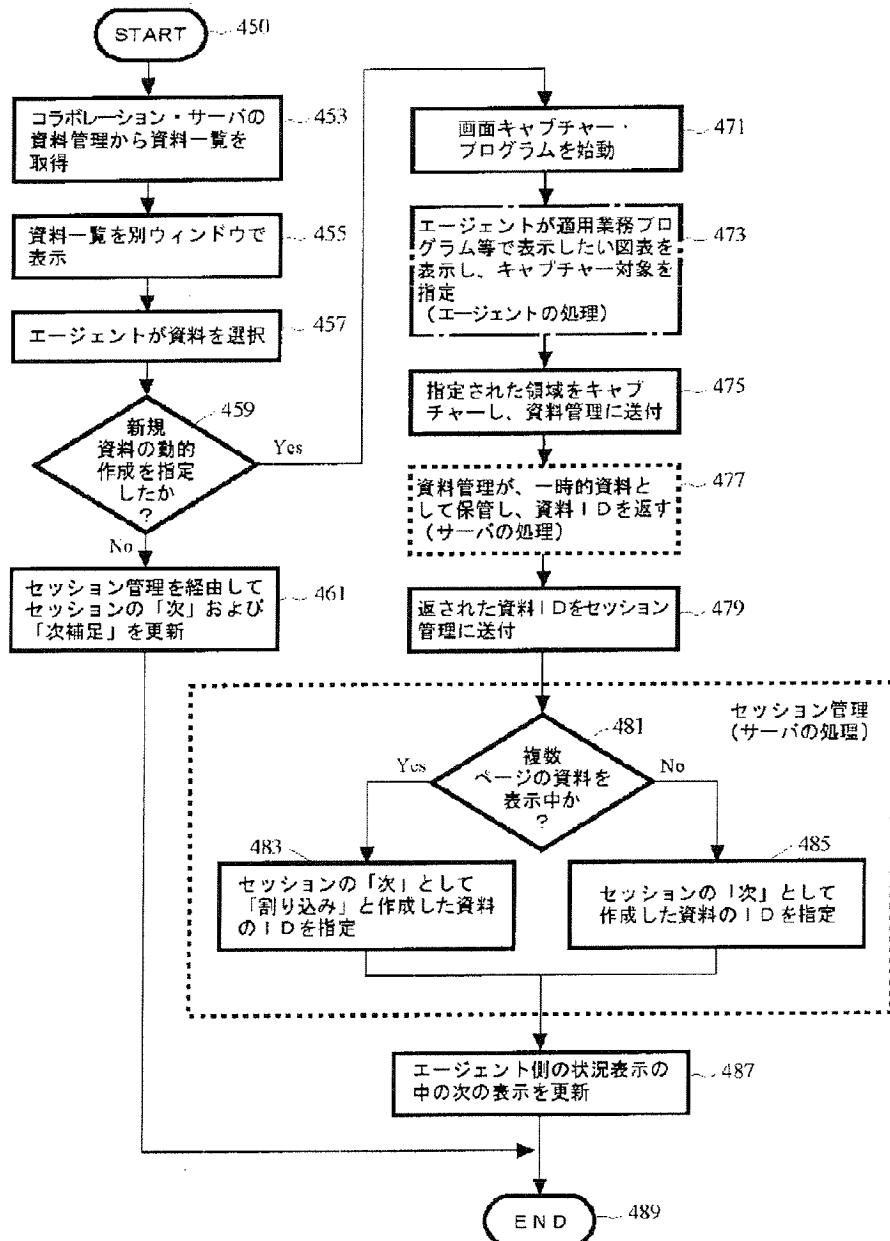 START
450
コラボレーション・サーバの
資料管理から資料一覧を
取得
453
資料一覧を別ウィンドウで
表示
455
エージェントが資料を選択
457
新規
資料の動的
作成を指定
したか
?
459
Yes
No
セッション管理を経由して
セッションの「次」および
「次補足」を更新
461
画面キャプチャー・
プログラムを始動
471
エージェントが適用業務プロ
グラム等で表示したい図表を
表示し、キャプチャー対象を
指定
(エージェントの処理)
473
指定された領域をキャプ
チャーし、資料管理に送付
475
資料管理が、一時的資料と
して保管し、資料IDを返す
(サーバの処理)
477
返された資料IDをセッション
管理に送付
479
セッション管理
(サーバの処理)
複数
ページの資料を
表示中か
?
481
Yes
No
483
セッションの「次」として
「割り込み」と作成した資料
のIDを指定
485
セッションの「次」として
作成した資料のIDを指定
エージェント側の状況表示の
中の次の表示を更新
487
END
489